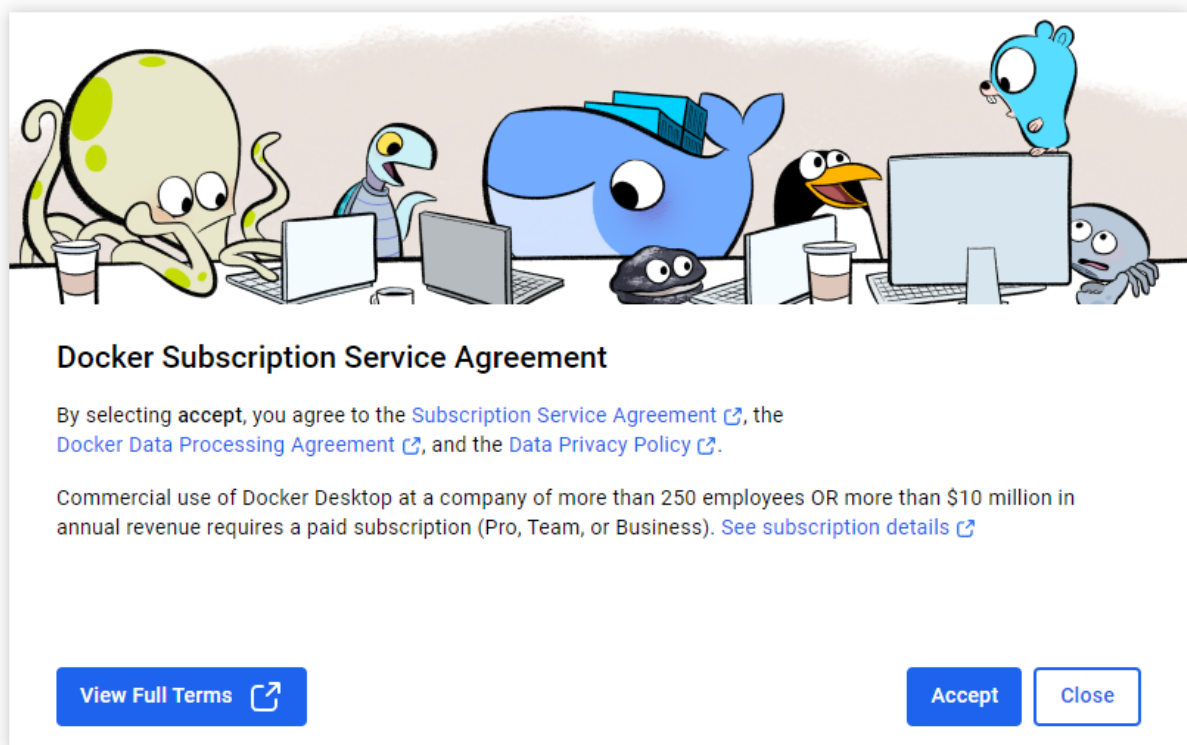 Docker Subscription Service Agreement
By selecting accept, you agree to the Subscription Service Agreement, the
Docker Data Processing Agreement, and the Data Privacy Policy.
Commercial use of Docker Desktop at a company of more than 250 employees OR more than $10 million in
annual revenue requires a paid subscription (Pro, Team, or Business). See subscription details
View Full Terms
Accept
Close